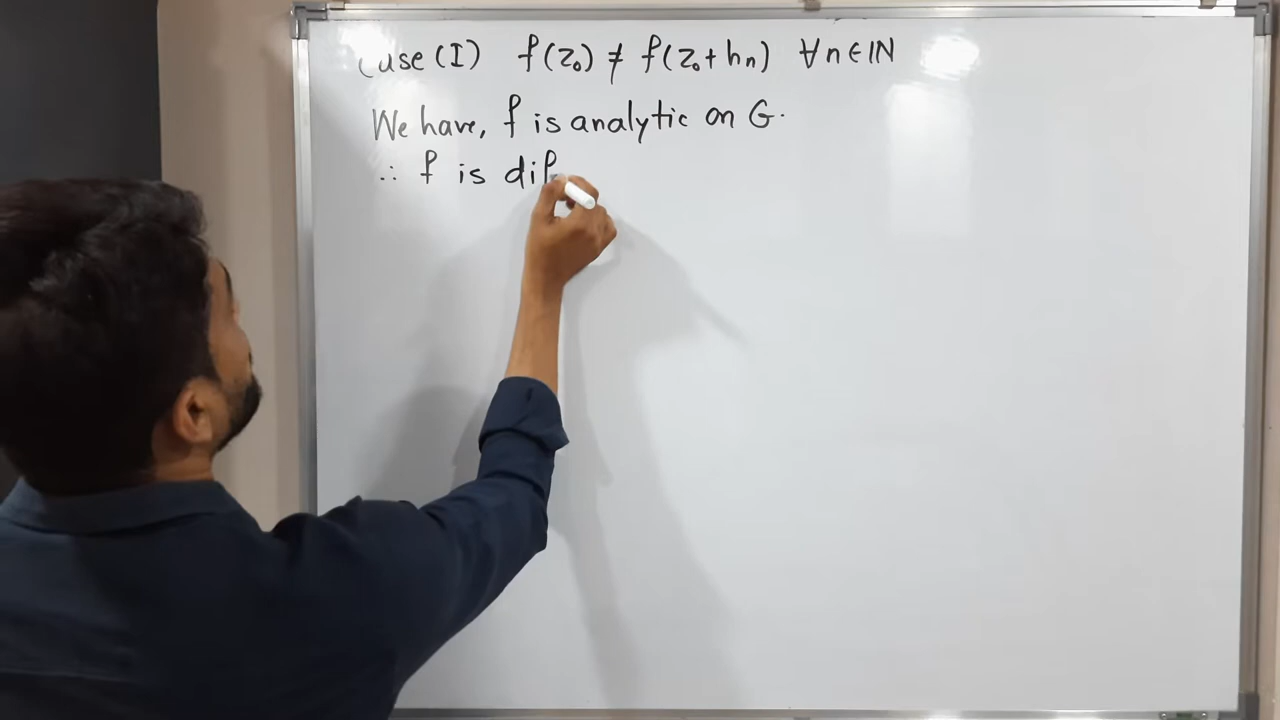 Case (I) f(z₀) ≠ f(z₀+hₙ) ∀n∈ℕ
We have, f is analytic on G.
∴ f is dif